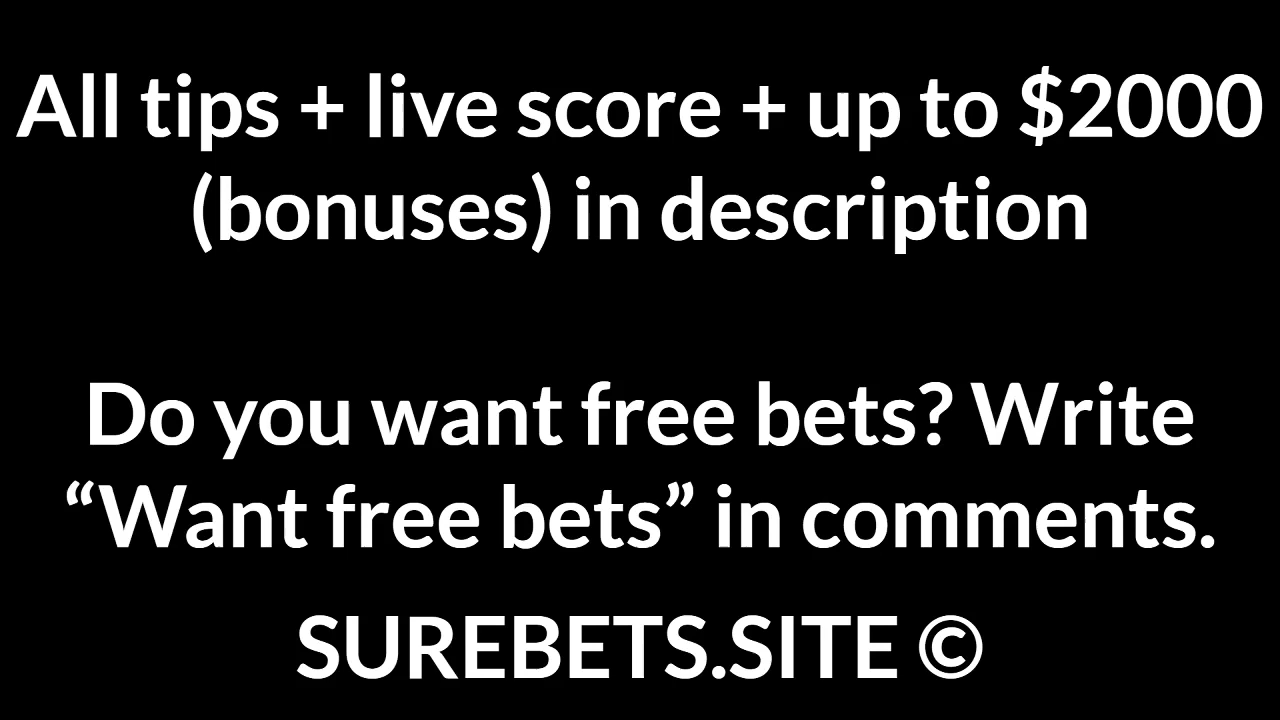 All tips + live score + up to $2000
(bonuses) in description
Do you want free bets? Write
“Want free bets” in comments.
SUREBETS.SITE ©